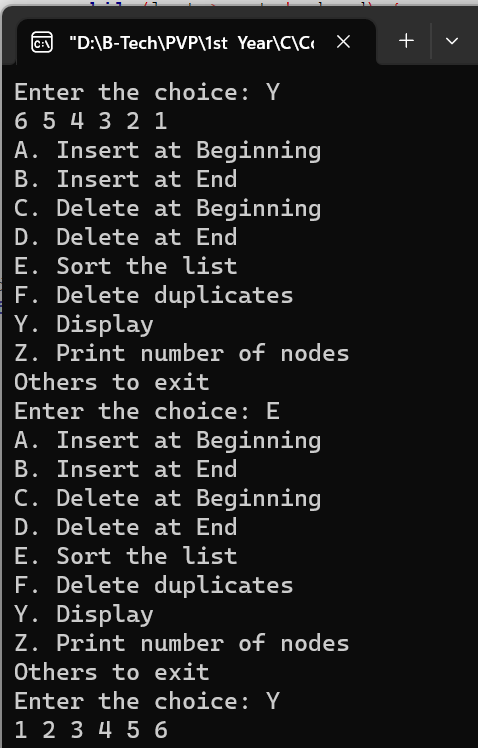 "D:\B-Tech\PVP\1st Year\C\Cc
Enter the choice: Y
6 5 4 3 2 1
A. Insert at Beginning
B. Insert at End
C. Delete at Beginning
D. Delete at End
E. Sort the list
F. Delete duplicates
Y. Display
Z. Print number of nodes
Others to exit
Enter the choice: E
A. Insert at Beginning
B. Insert at End
C. Delete at Beginning
D. Delete at End
E. Sort the list
F. Delete duplicates
Y. Display
Z. Print number of nodes
Others to exit
Enter the choice: Y
1 2 3 4 5 6